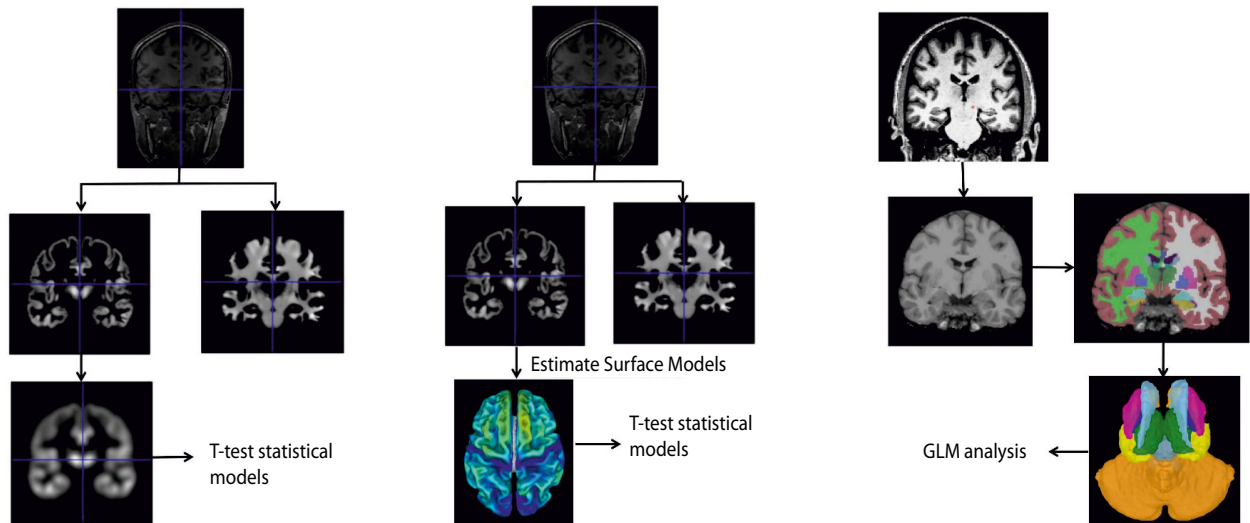 Estimate Surface Models
T-test statistical
models
T-test statistical
models
GLM analysis